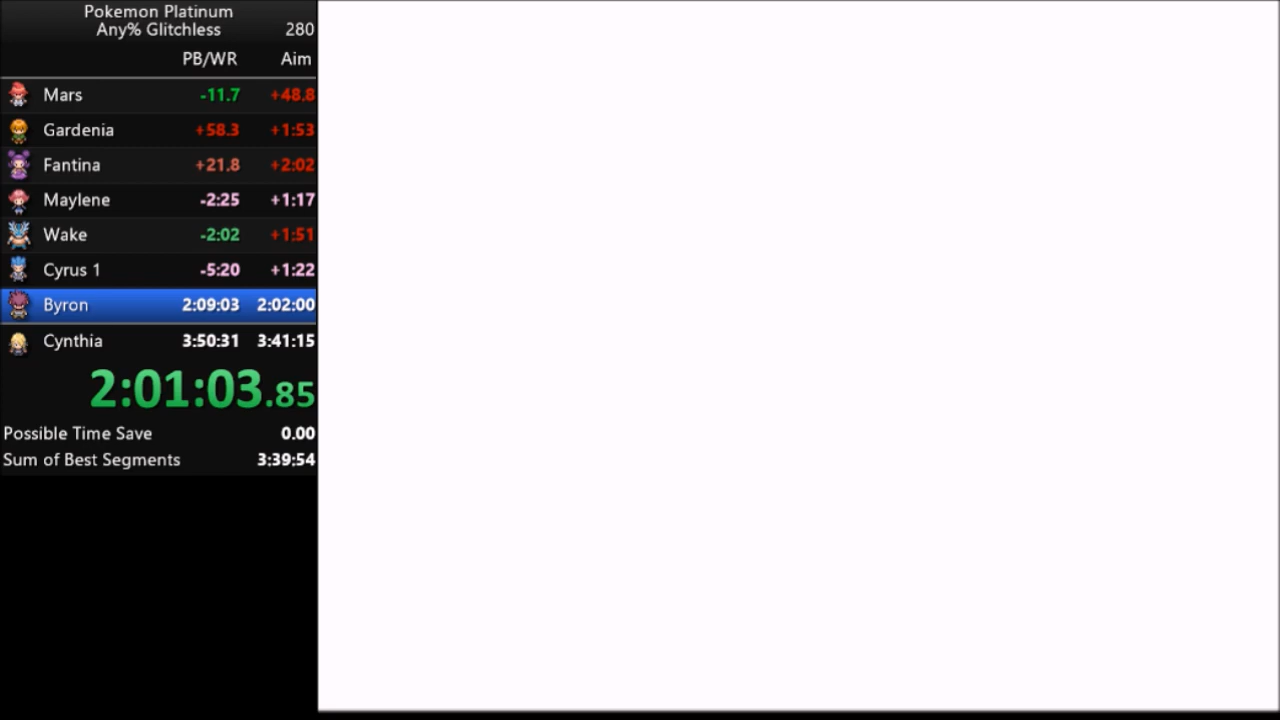 Pokemon Platinum
Any% Glitchless 280
PB/WR Aim
Mars -11.7 +48.8
Gardenia +58.3 +1:53
Fantina +21.8 +2:02
Maylene -2:25 +1:17
Wake -2:02 +1:51
Cyrus 1 -5:20 +1:22
Byron 2:09:03 2:02:00
Cynthia 3:50:31 3:41:15
2:01:03.85
Possible Time Save 0.00
Sum of Best Segments 3:39:54